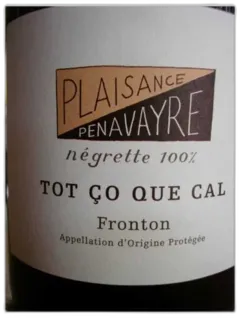 PLAISANCE
PENAVAYRE
négrette 100%
TOT ÇO QUE CAL
Fronton
Appellation d'Origine Protégée